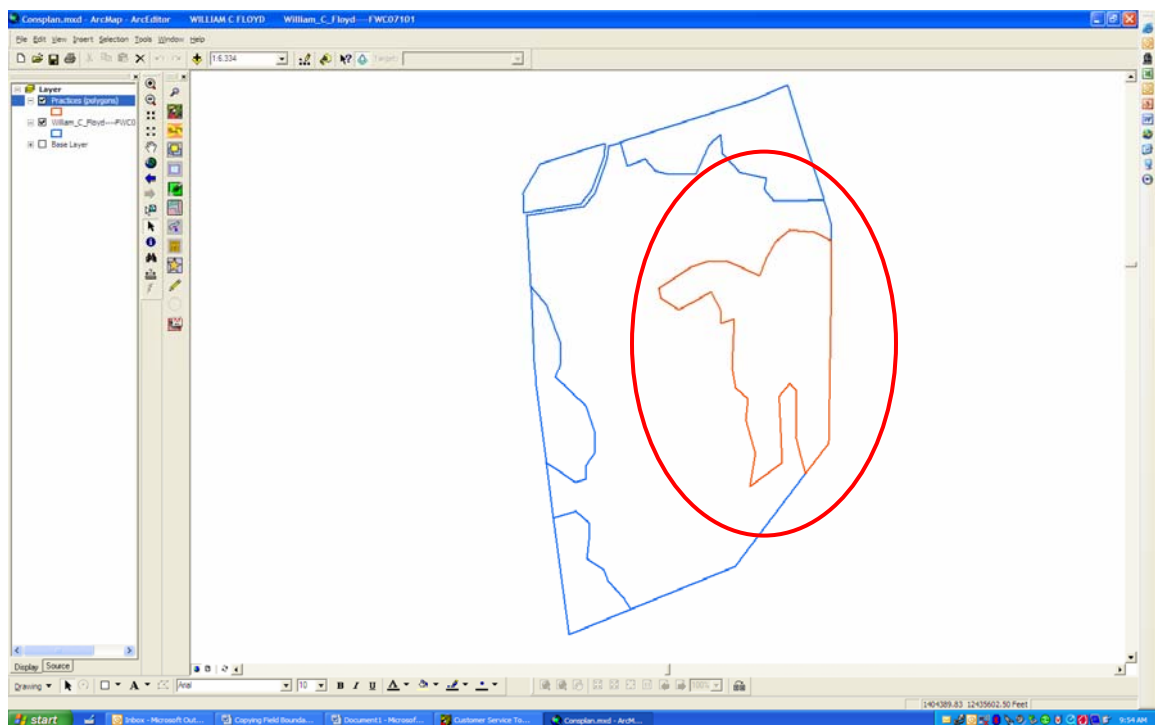 Consplan.mxd - ArcMap - ArcEditor WILLIAM C FLOYD William_C_Floyd----FWC07101
File Edit View Insert Selection Tools Window Help
1:6,334
Layer
Practices (polygons)
William_C_Floyd----FWC0
Base Layer
Display Source
Drawing Arial 10 B I U A 100%
1404389.83 12435602.50 Feet
start Inbox - Microsoft Out... Copying Field Bounda... Document1 - Microsof... Customer Service To... Consplan.mxd - ArcM... 9:54 AM